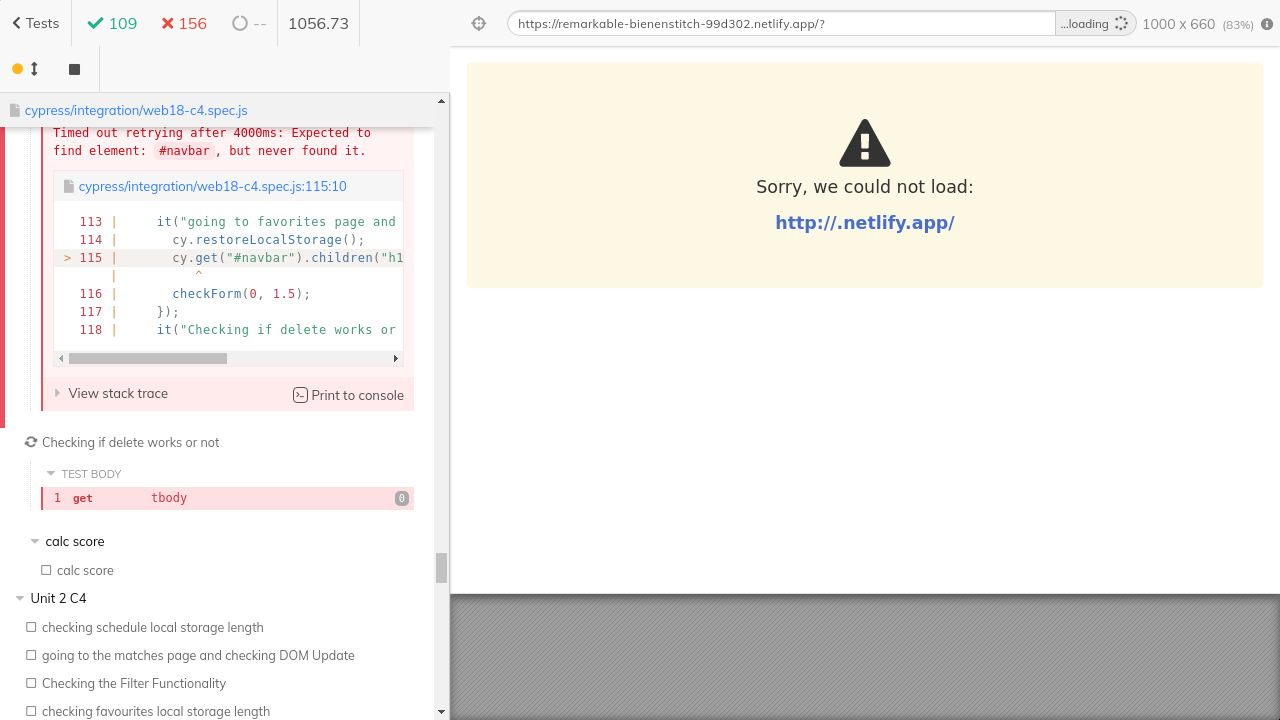 Tests
109
156
--
1056.73
https://remarkable-bienenstitch-99d302.netlify.app/?
...loading
1000 x 660 (83%)
cypress/integration/web18-c4.spec.js
Timed out retrying after 4000ms: Expected to
find element: #navbar, but never found it.
cypress/integration/web18-c4.spec.js:115:10
113 | it("going to favorites page and
114 | cy.restoreLocalStorage();
> 115 | cy.get("#navbar").children("h1
| ^
116 | checkForm(0, 1.5);
117 | });
118 | it("Checking if delete works or
View stack trace
Print to console
Checking if delete works or not
TEST BODY
1 get tbody 0
calc score
calc score
Unit 2 C4
checking schedule local storage length
going to the matches page and checking DOM Update
Checking the Filter Functionality
checking favourites local storage length
Sorry, we could not load:
http://.netlify.app/